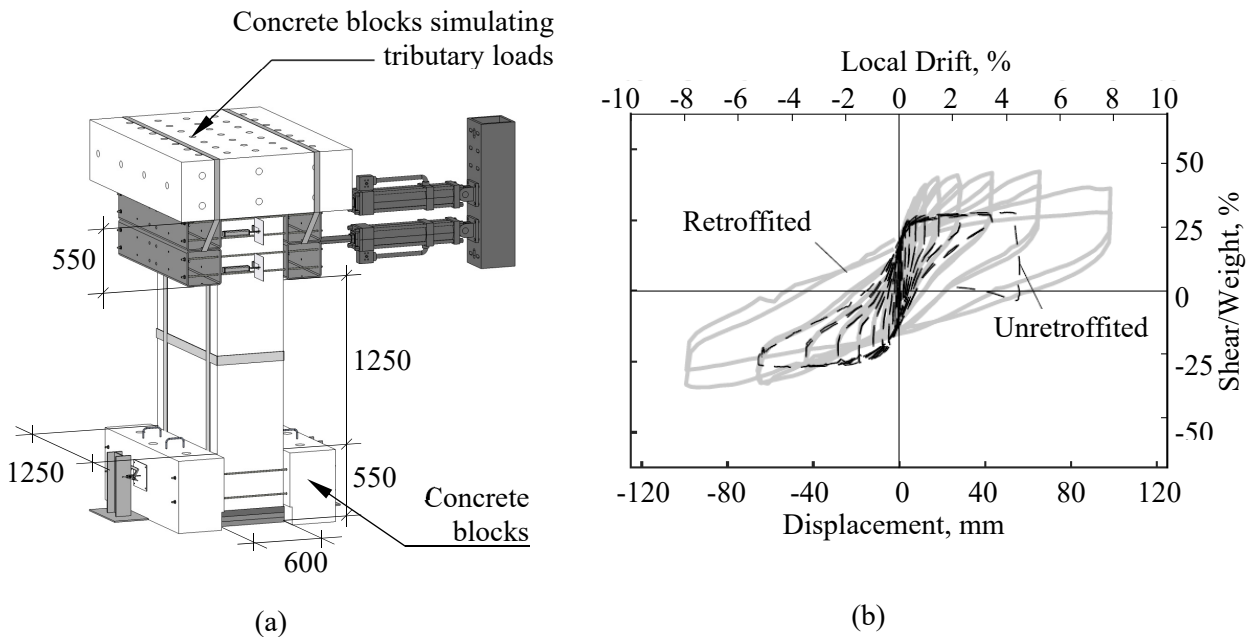 Concrete blocks simulating
tributary loads
550
1250
1250
550
Concrete
blocks
600
(a)
Local Drift, %
-10 -8 -6 -4 -2 0 2 4 6 8 10
Retroffited
Unretroffited
50
25
0
-25
-50
Shear/Weight, %
-120 -80 -40 0 40 80 120
Displacement, mm
(b)